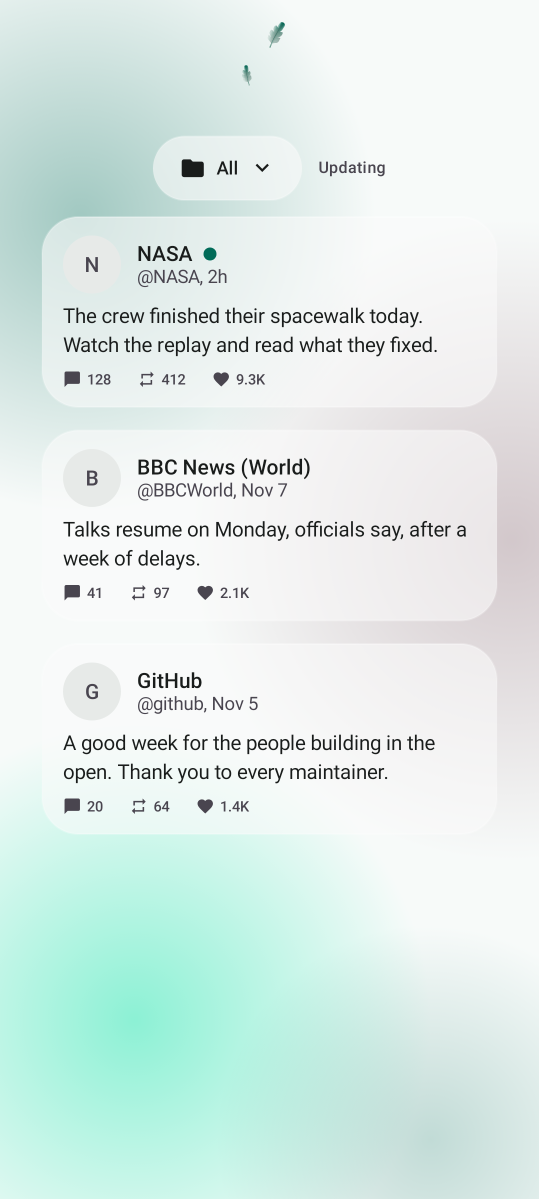 All
Updating
N
NASA
@NASA, 2h
The crew finished their spacewalk today.
Watch the replay and read what they fixed.
128 412 9.3K
B
BBC News (World)
@BBCWorld, Nov 7
Talks resume on Monday, officials say, after a
week of delays.
41 97 2.1K
G
GitHub
@github, Nov 5
A good week for the people building in the
open. Thank you to every maintainer.
20 64 1.4K